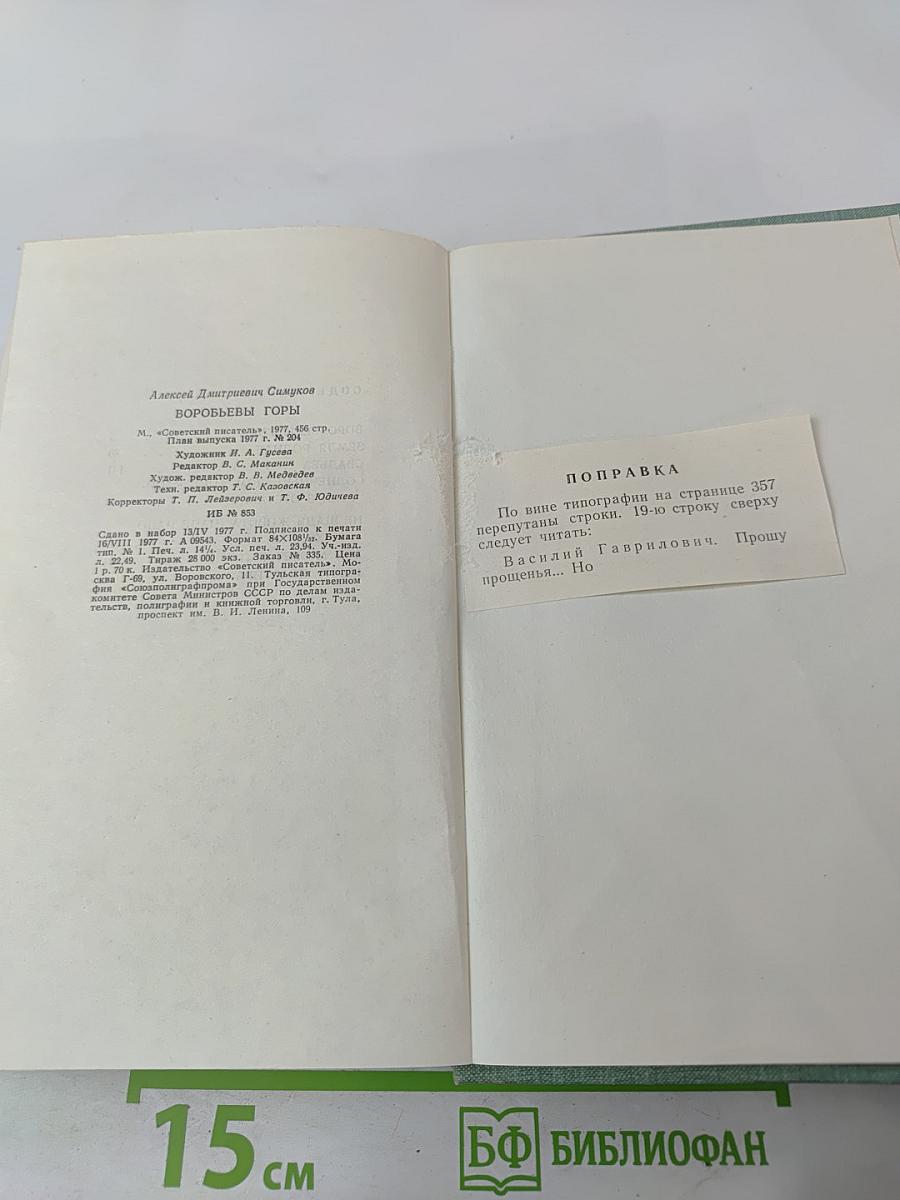 Алексей Дмитриевич Симуков
ВОРОБЬЕВЫ ГОРЫ
М., «Советский писатель», 1977, 456 стр.
План выпуска 1977 г. № 204
Художник И. А. Гусева
Редактор В. С. Маканин
Худож. редактор В. В. Медведев
Техн. редактор Т. С. Казовская
Корректоры Т. П. Лейзерович и Т. Ф. Юдичева
ИБ № 853
Сдано в набор 13/IV 1977 г. Подписано к печати
16/VIII 1977 г. А 09543. Формат 84×108¹/₃₂. Бумага
тип. № 1. Печ. л. 14¹/₄. Усл. печ. л. 23,94. Уч.-изд.
л. 22,49. Тираж 28 000 экз. Заказ № 335. Цена
1 р. 70 к. Издательство «Советский писатель». Мо-
сква Г-69, ул. Воровского, 11. Тульская типогра-
фия «Союзполиграфпрома» при Государственном
комитете Совета Министров СССР по делам изда-
тельств, полиграфии и книжной торговли, г. Тула,
проспект им. В. И. Ленина, 109
ПОПРАВКА
По вине типографии на странице 357
перепутаны строки. 19-ю строку сверху
следует читать:
Василий Гаврилович. Прошу
прощенья... Но
15 см
БФ БИБЛИОФАН